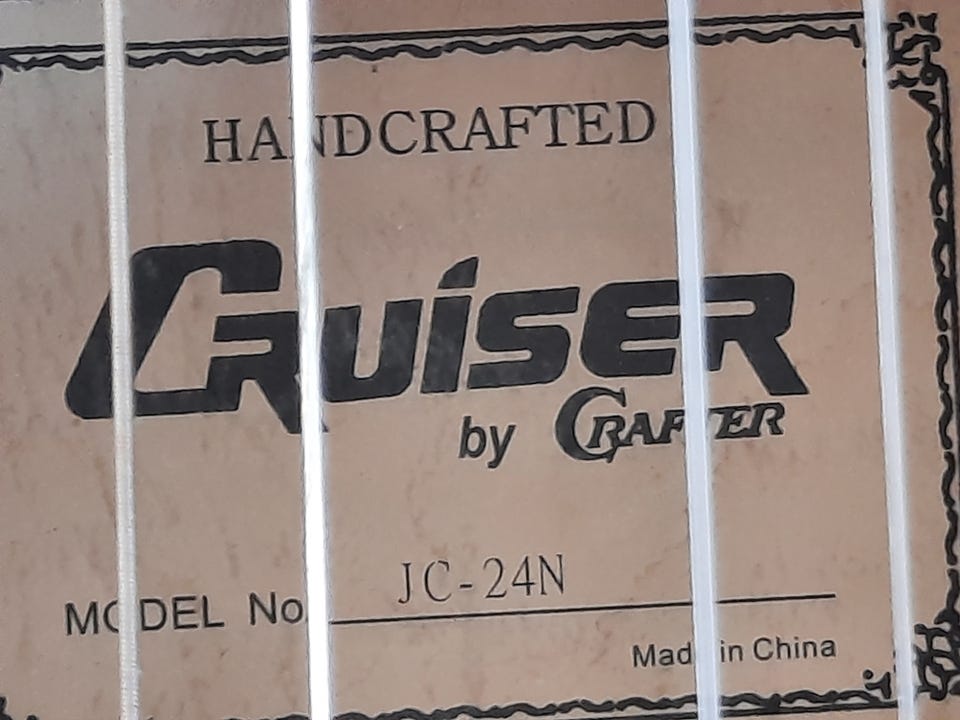 HANDCRAFTED
CRUiSER
by CRAFTER
MODEL No. JC-24N
Made in China